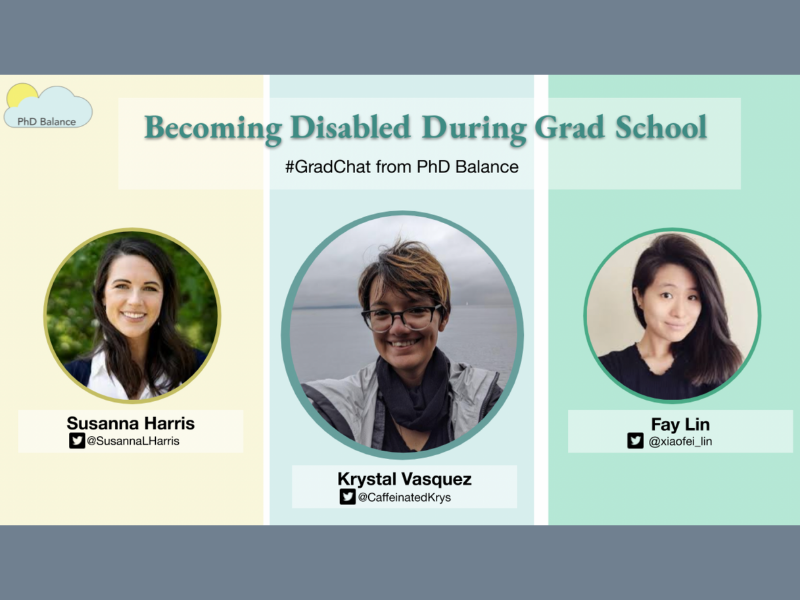 PhD Balance
Becoming Disabled During Grad School
#GradChat from PhD Balance
Susanna Harris
@SusannaLHarris
Krystal Vasquez
@CaffeinatedKrys
Fay Lin
@xiaofei_lin